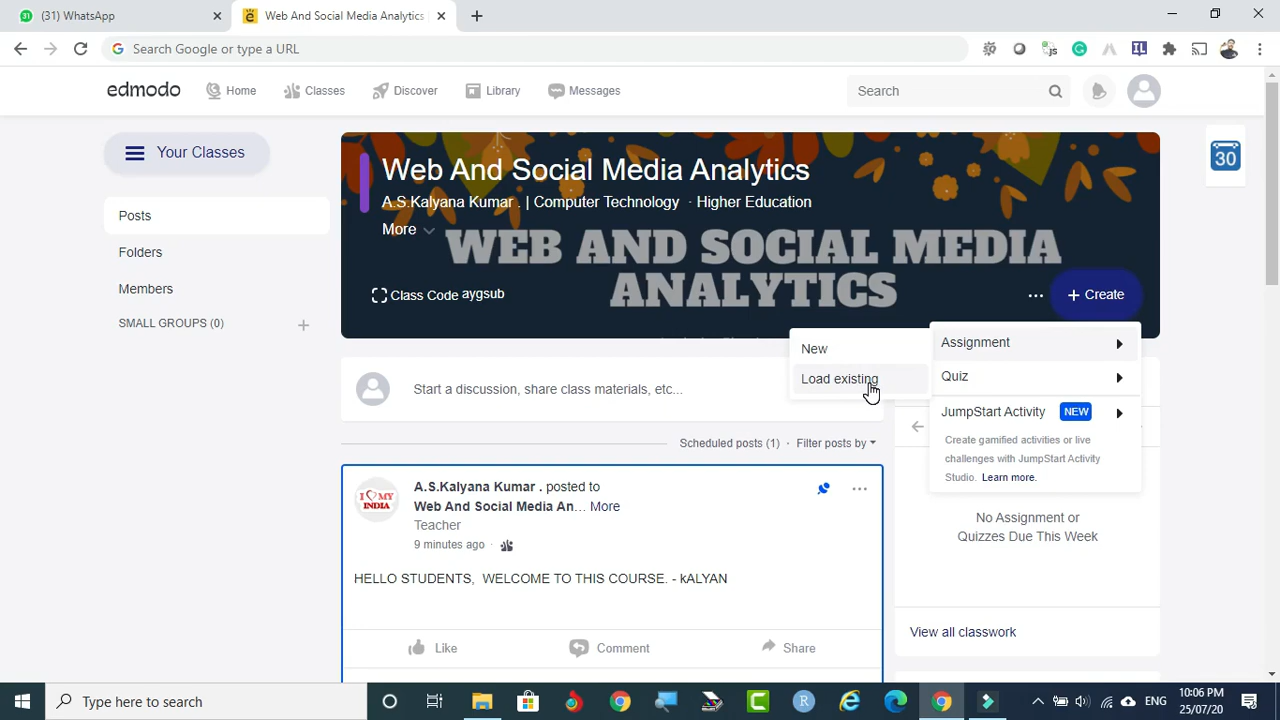 (31) WhatsApp
Web And Social Media Analytics
Search Google or type a URL
edmodo
Home
Classes
Discover
Library
Messages
Search
Your Classes
Posts
Folders
Members
SMALL GROUPS (0)
Web And Social Media Analytics
A.S.Kalyana Kumar . | Computer Technology · Higher Education
More
WEB AND SOCIAL MEDIA
ANALYTICS
Class Code aygsub
... + Create
30
Assignment
Quiz
JumpStart Activity NEW
Create gamified activities or live
challenges with JumpStart Activity
Studio. Learn more.
New
Load existing
Start a discussion, share class materials, etc...
Scheduled posts (1) · Filter posts by
I ❤ MY
INDIA
A.S.Kalyana Kumar . posted to
Web And Social Media An... More
Teacher
9 minutes ago ·
HELLO STUDENTS, WELCOME TO THIS COURSE. - kALYAN
Like
Comment
Share
No Assignment or
Quizzes Due This Week
View all classwork
Type here to search
ENG
10:06 PM
25/07/20